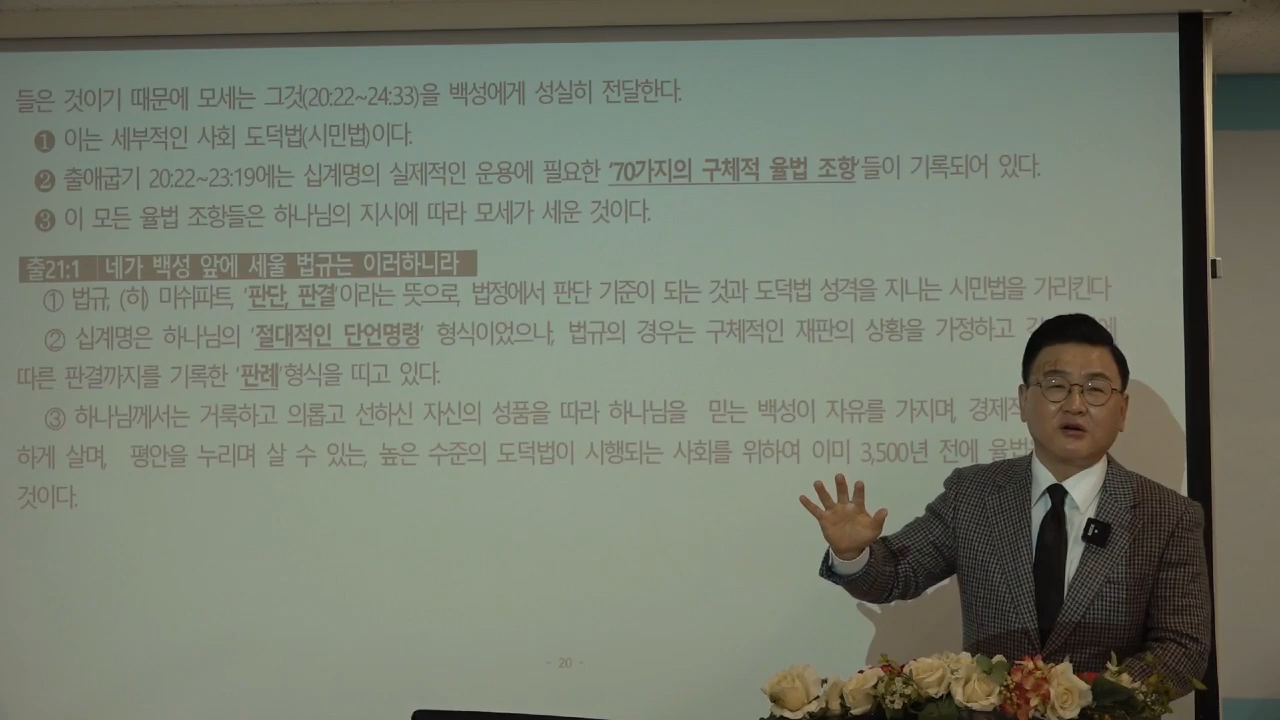 들은 것이기 때문에 모세는 그것(20:22~24:33)을 백성에게 성실히 전달한다.
❶ 이는 세부적인 사회 도덕법(시민법)이다.
❷ 출애굽기 20:22~23:19에는 십계명의 실제적인 운용에 필요한 '70가지의 구체적 율법 조항'들이 기록되어 있다.
❸ 이 모든 율법 조항들은 하나님의 지시에 따라 모세가 세운 것이다.
출21:1 네가 백성 앞에 세울 법규는 이러하니라
① 법규, (히) 미쉬파트, '판단, 판결'이라는 뜻으로, 법정에서 판단 기준이 되는 것과 도덕법 성격을 지니는 시민법을 가리킨다
② 십계명은 하나님의 '절대적인 단언명령' 형식이었으나, 법규의 경우는 구체적인 재판의 상황을 가정하고
따른 판결까지를 기록한 '판례'형식을 띠고 있다.
③ 하나님께서는 거룩하고 의롭고 선하신 자신의 성품을 따라 하나님을 믿는 백성이 자유를 가지며,
하게 살며, 평안을 누리며 살 수 있는, 높은 수준의 도덕법이 시행되는 사회를 위하여 이미 3,500년 전에
것이다.
- 20 -